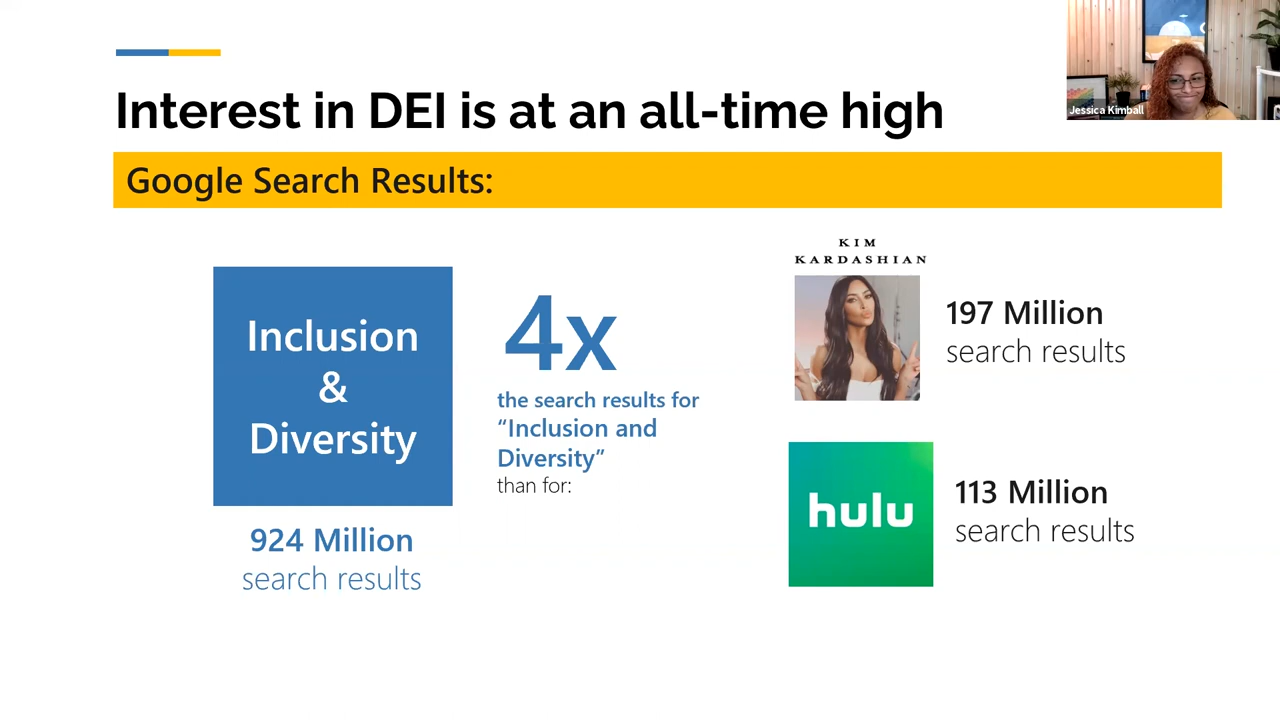 Interest in DEI is at an all-time high
Jessica Kimball
Google Search Results:
Inclusion
&
Diversity
924 Million
search results
4x
the search results for
“Inclusion and
Diversity”
than for:
KIM
KARDASHIAN
197 Million
search results
hulu
113 Million
search results